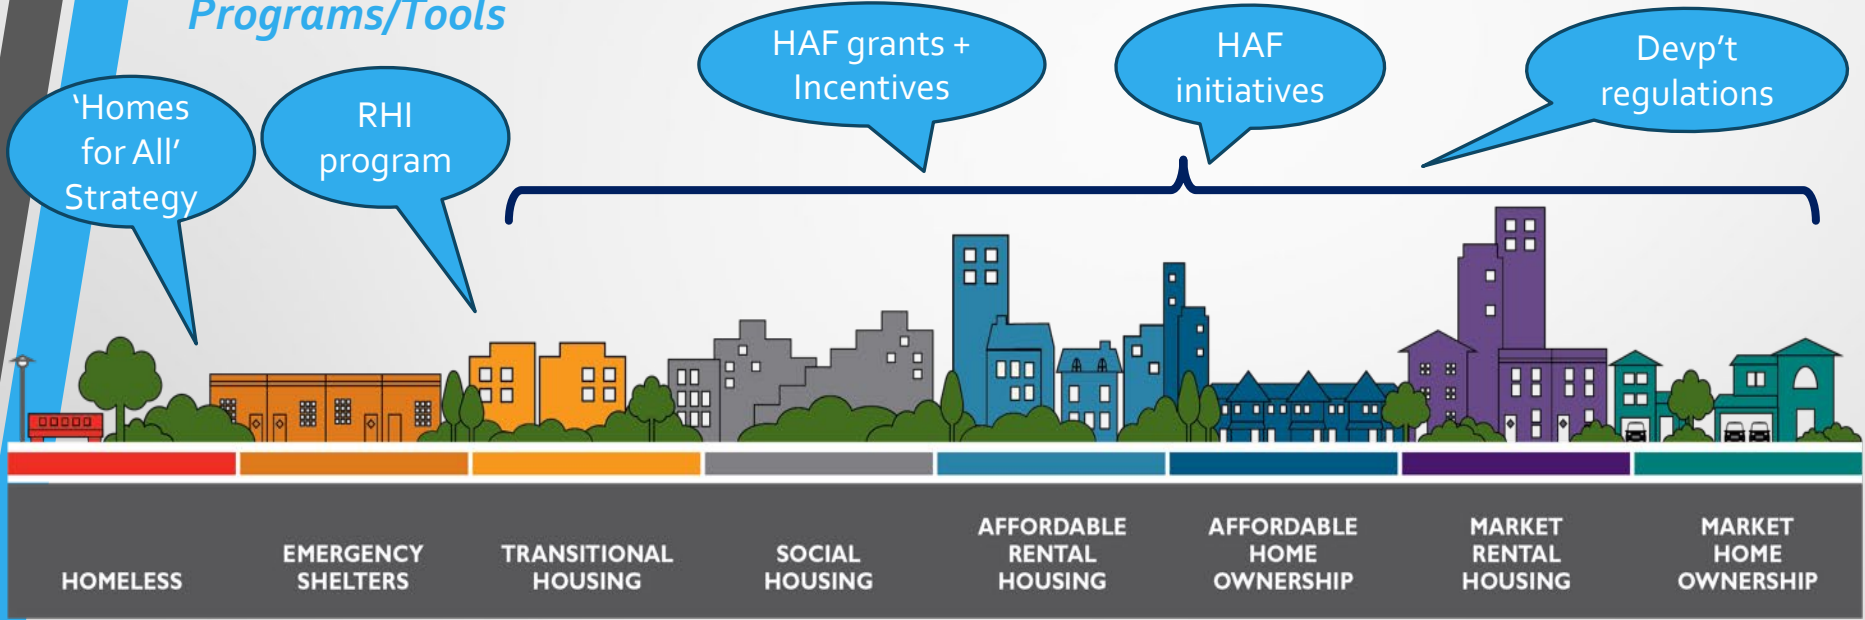 Programs/Tools
‘Homes
for All’
Strategy
RHI
program
HAF grants +
Incentives
HAF
initiatives
Devp’t
regulations
HOMELESS
EMERGENCY
SHELTERS
TRANSITIONAL
HOUSING
SOCIAL
HOUSING
AFFORDABLE
RENTAL
HOUSING
AFFORDABLE
HOME
OWNERSHIP
MARKET
RENTAL
HOUSING
MARKET
HOME
OWNERSHIP